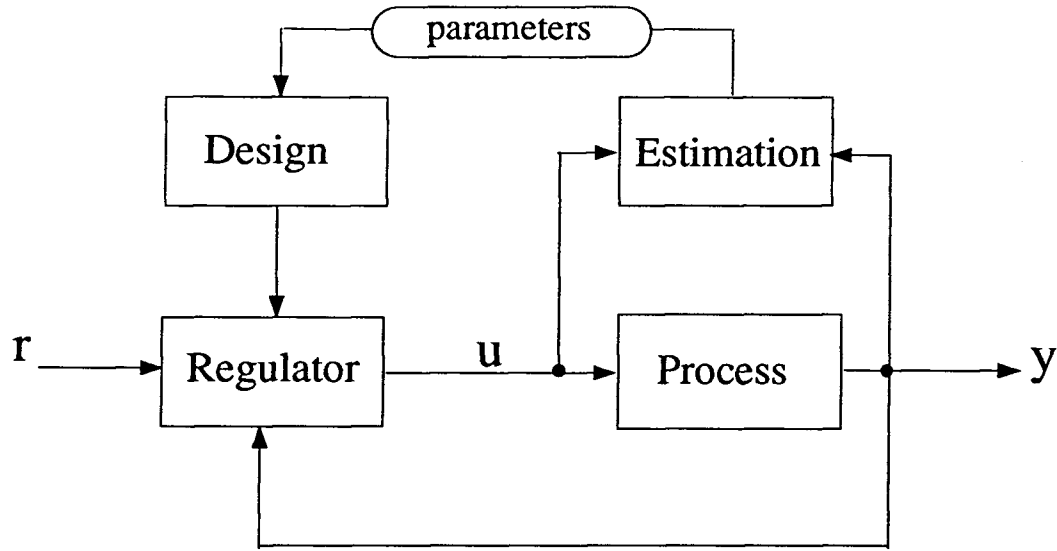 parameters
Design
Estimation
r
Regulator
u
Process
y